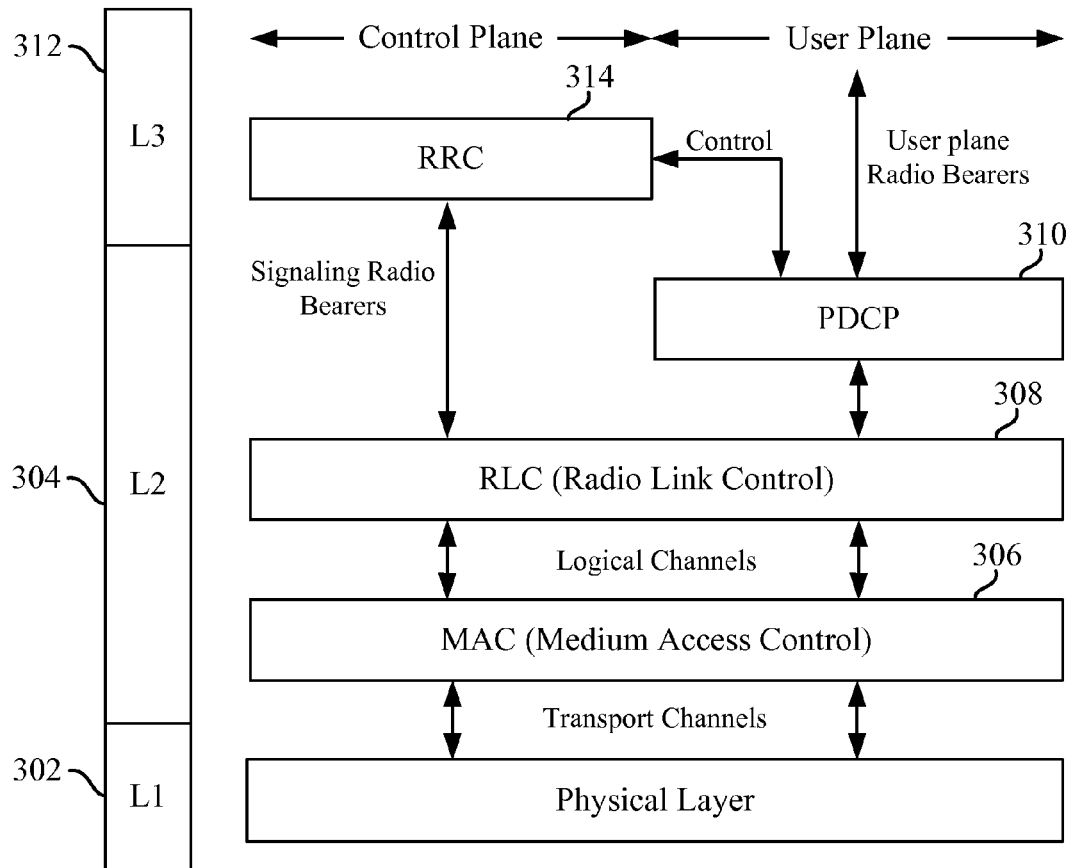 312
Control Plane
User Plane
314
L3
RRC
Control
User plane
Radio Bearers
310
Signaling Radio
Bearers
PDCP
308
304
L2
RLC (Radio Link Control)
Logical Channels
306
MAC (Medium Access Control)
Transport Channels
302
L1
Physical Layer